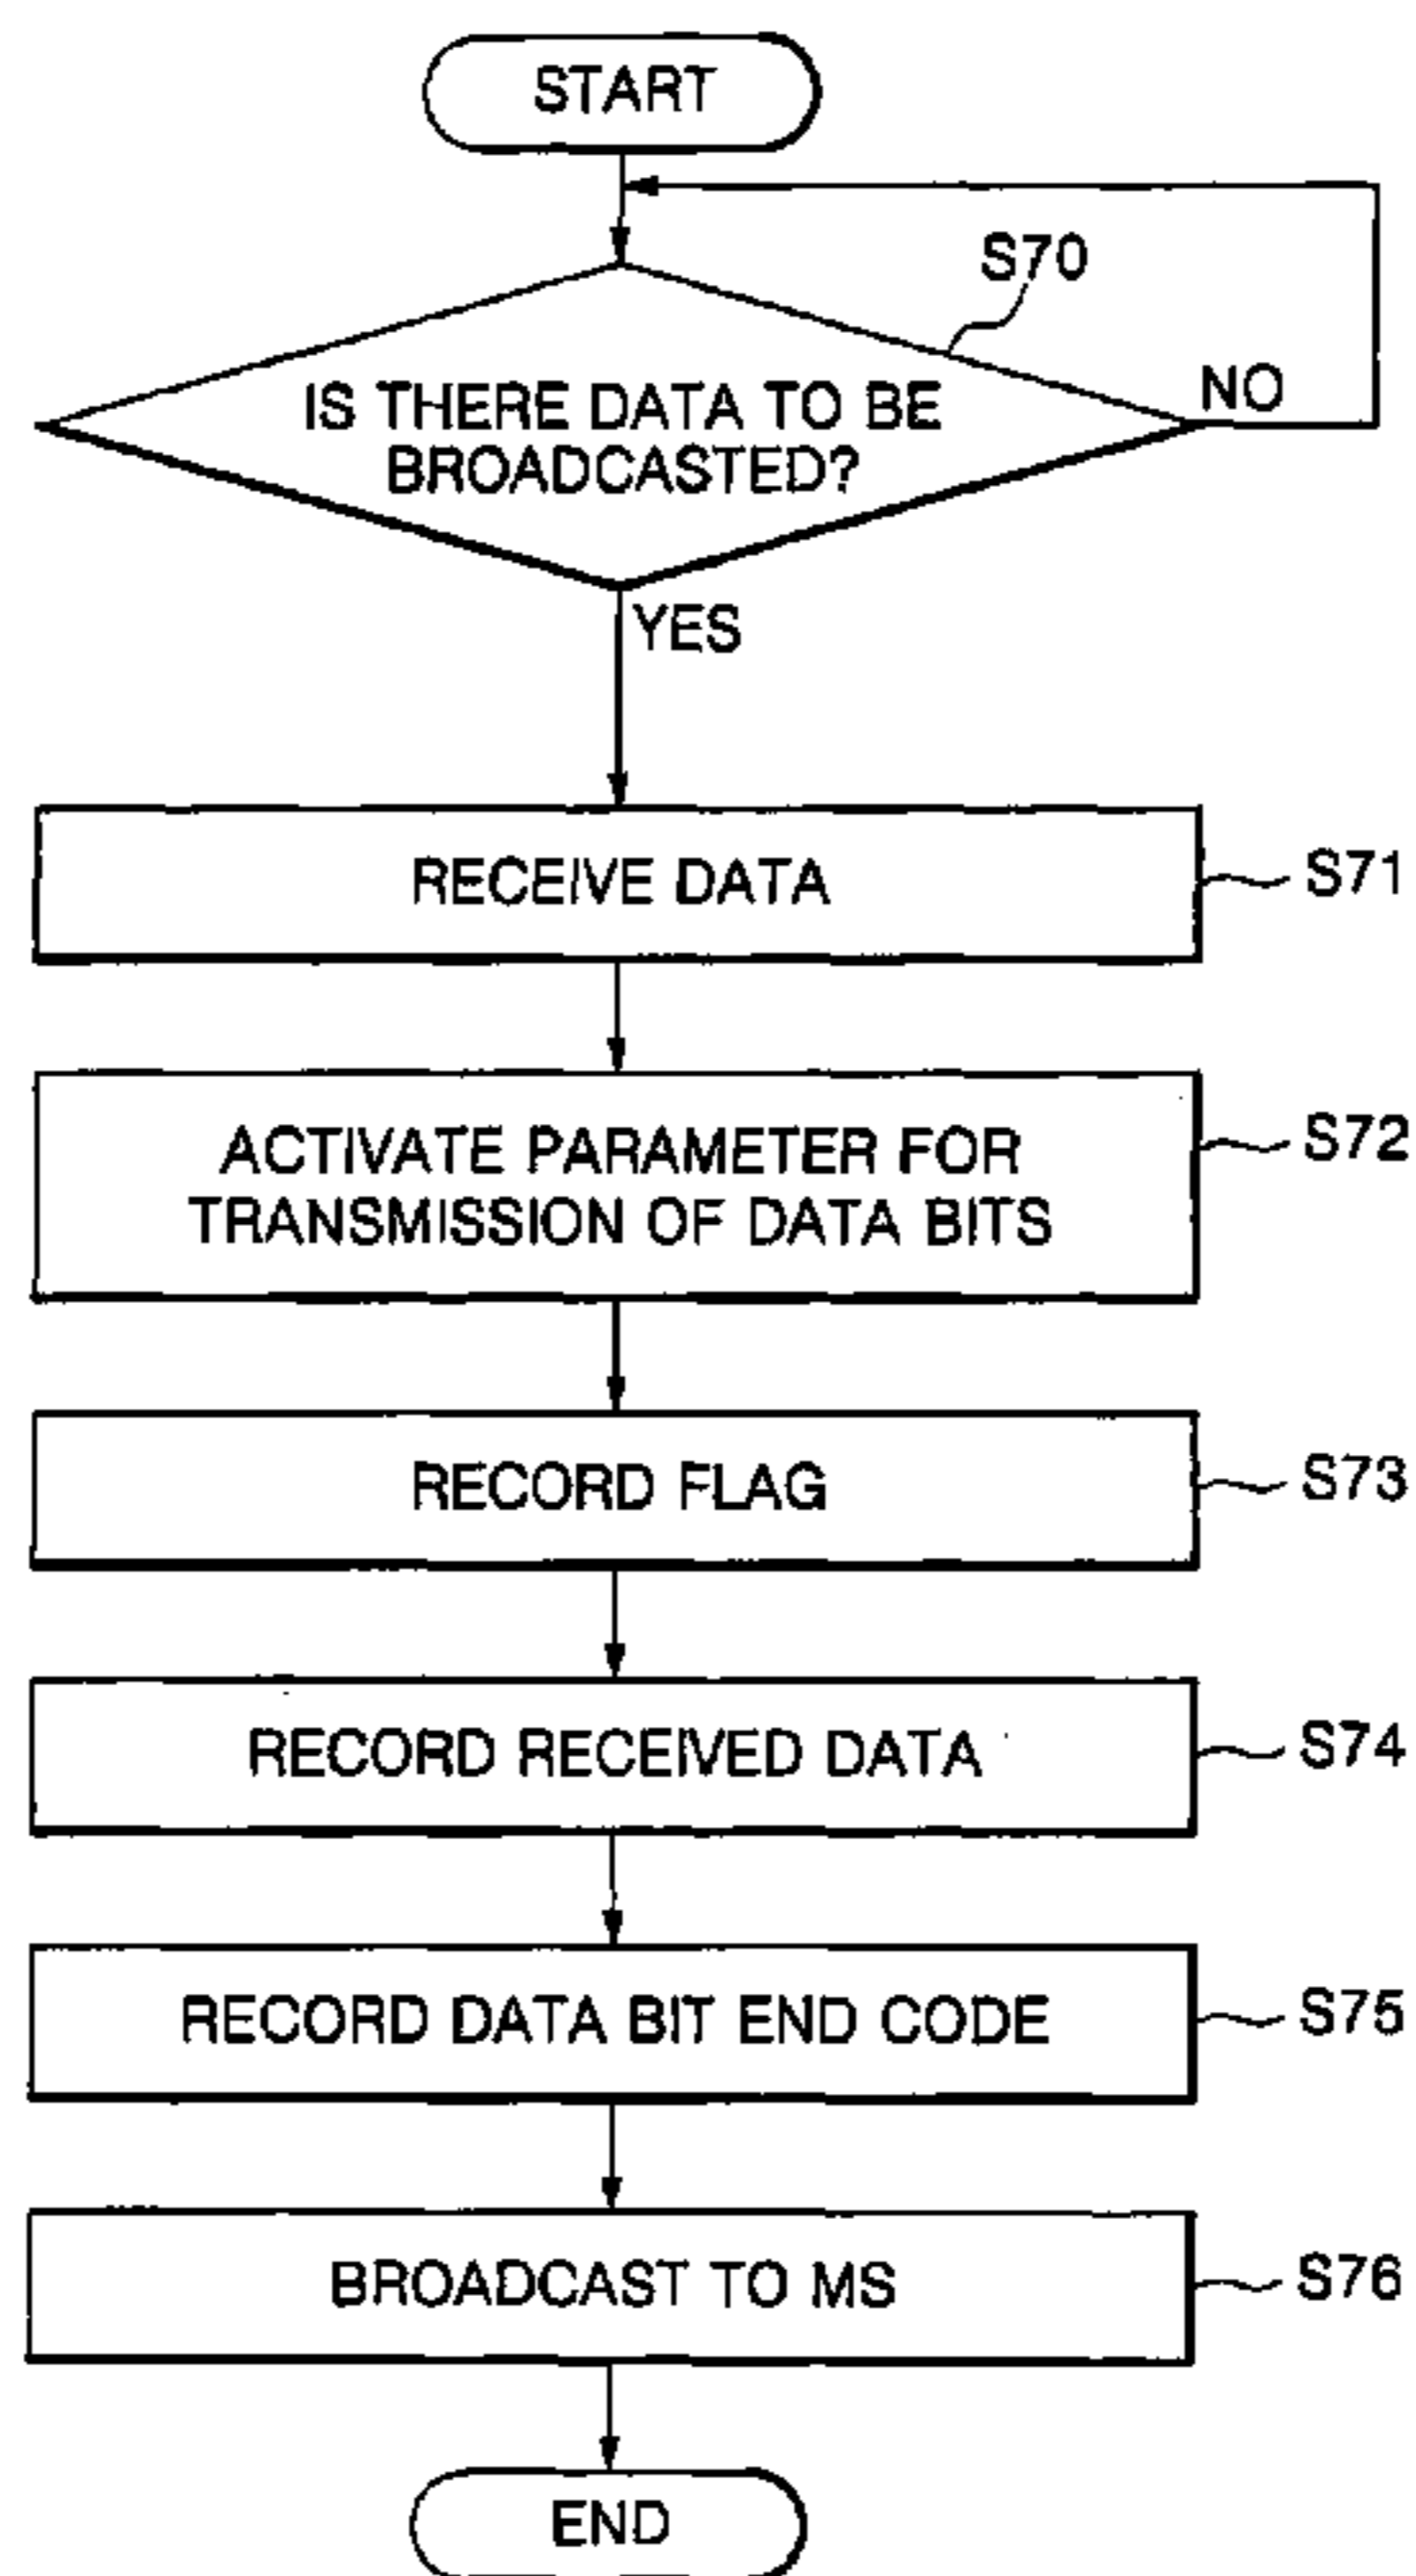 START
S70
IS THERE DATA TO BE
BROADCASTED?
NO
YES
RECEIVE DATA
S71
ACTIVATE PARAMETER FOR
TRANSMISSION OF DATA BITS
S72
RECORD FLAG
S73
RECORD RECEIVED DATA
S74
RECORD DATA BIT END CODE
S75
BROADCAST TO MS
S76
END